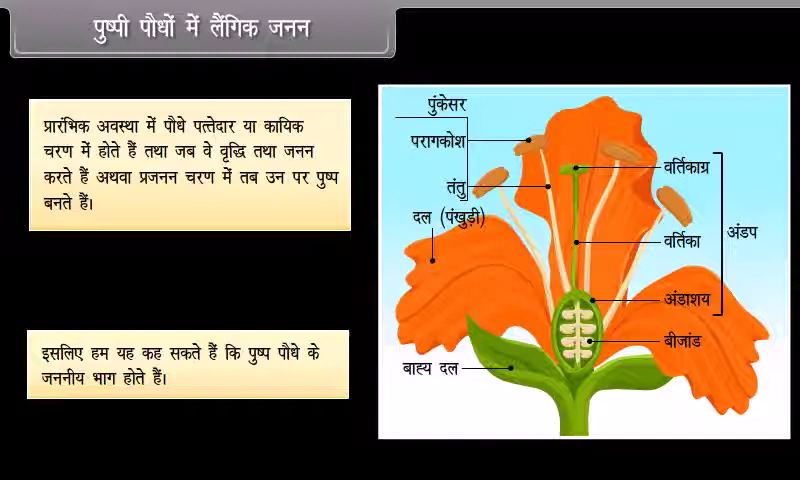 पुष्पी पौधों में लैंगिक जनन
प्रारंभिक अवस्था में पौधे पत्तेदार या कायिक
चरण में होते हैं तथा जब वे वृद्धि तथा जनन
करते हैं अथवा प्रजनन चरण में तब उन पर पुष्प
बनते हैं।
इसलिए हम यह कह सकते हैं कि पुष्प पौधे के
जननीय भाग होते हैं।
पुंकेसर
परागकोश
तंतु
दल (पंखुड़ी)
बाह्य दल
वर्तिकाग्र
वर्तिका
अंडप
अंडाशय
बीजांड